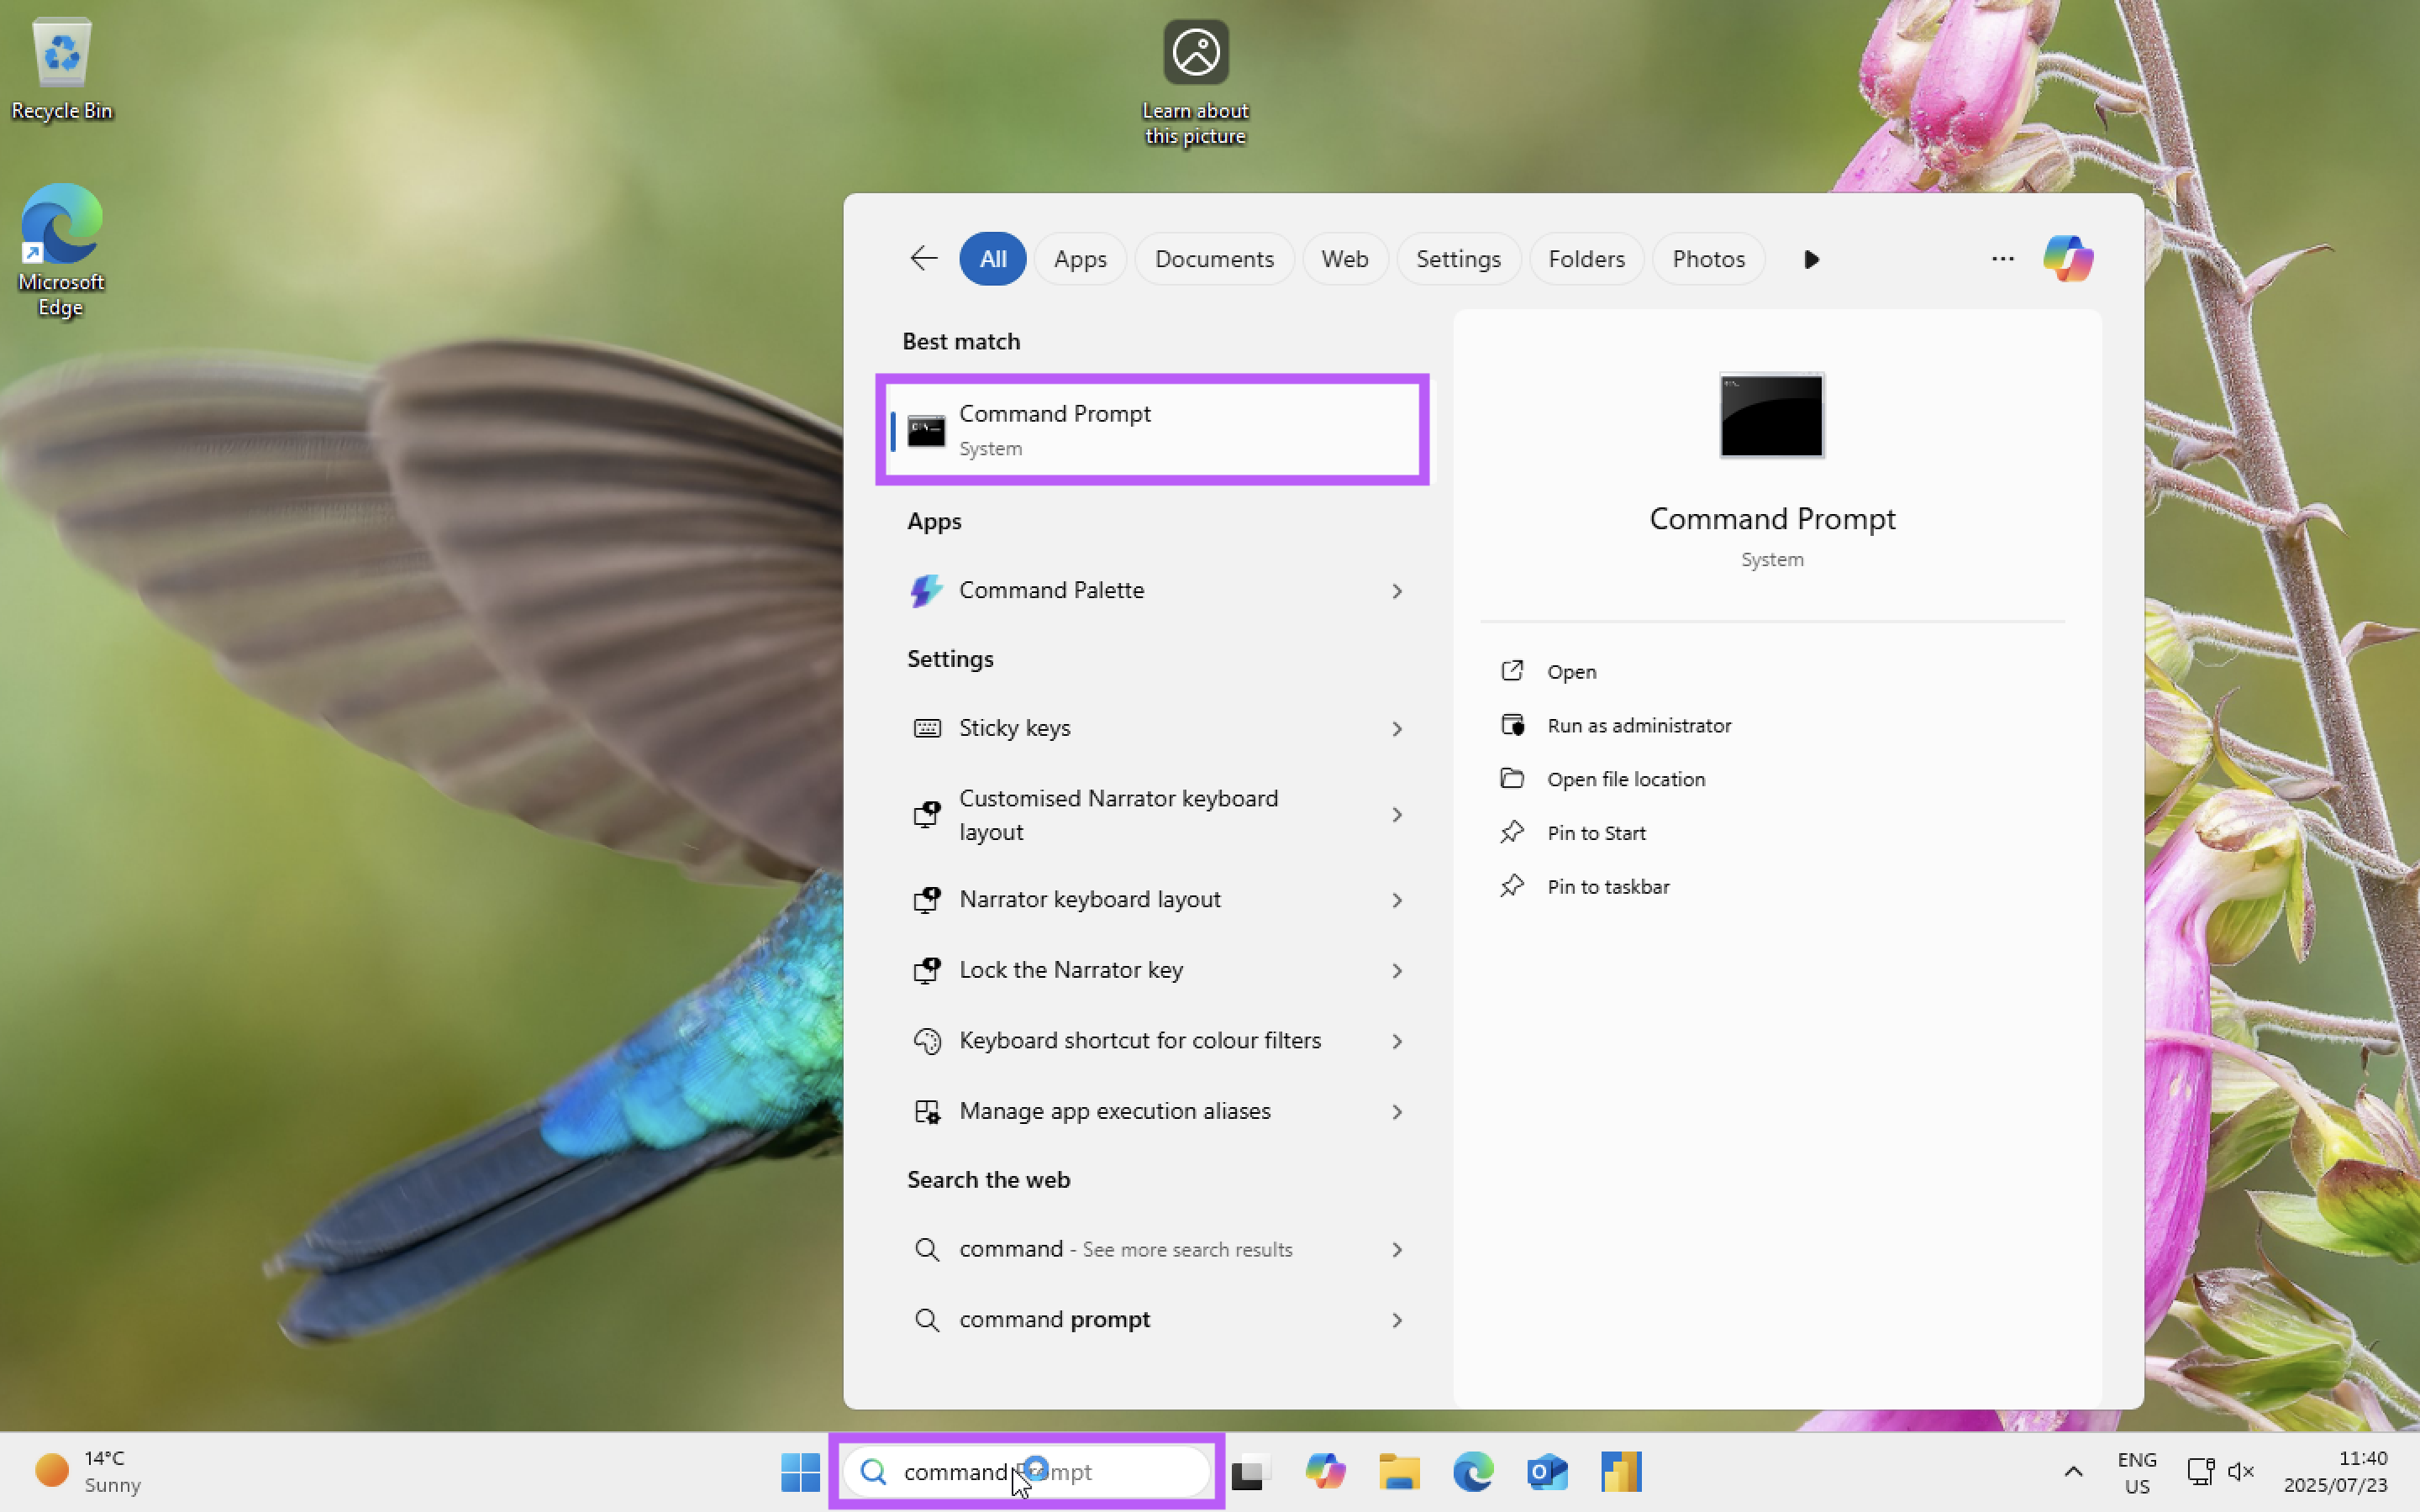 Recycle Bin
Learn about
this picture
Microsoft
Edge
All
Apps
Documents
Web
Settings
Folders
Photos
Best match
Command Prompt
System
Apps
Command Palette
Settings
Sticky keys
Customised Narrator keyboard
layout
Narrator keyboard layout
Lock the Narrator key
Keyboard shortcut for colour filters
Manage app execution aliases
Search the web
command - See more search results
command prompt
Command Prompt
System
Open
Run as administrator
Open file location
Pin to Start
Pin to taskbar
14°C
Sunny
command Prompt
ENG
US
11:40
2025/07/23